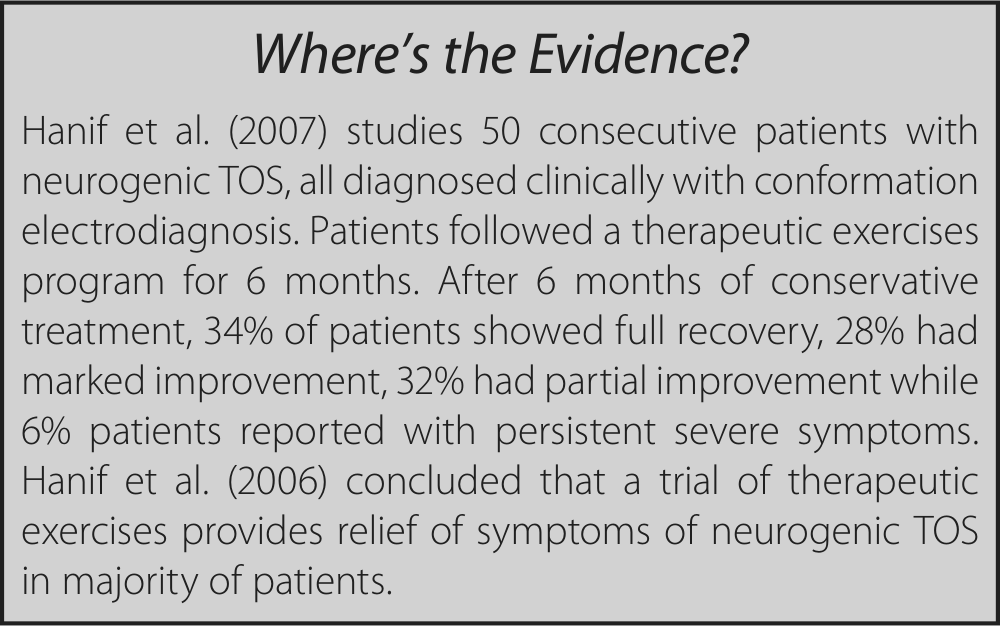 Where’s the Evidence?
Hanif et al. (2007) studies 50 consecutive patients with
neurogenic TOS, all diagnosed clinically with conformation
electrodiagnosis. Patients followed a therapeutic exercises
program for 6 months. After 6 months of conservative
treatment, 34% of patients showed full recovery, 28% had
marked improvement, 32% had partial improvement while
6% patients reported with persistent severe symptoms.
Hanif et al. (2006) concluded that a trial of therapeutic
exercises provides relief of symptoms of neurogenic TOS
in majority of patients.